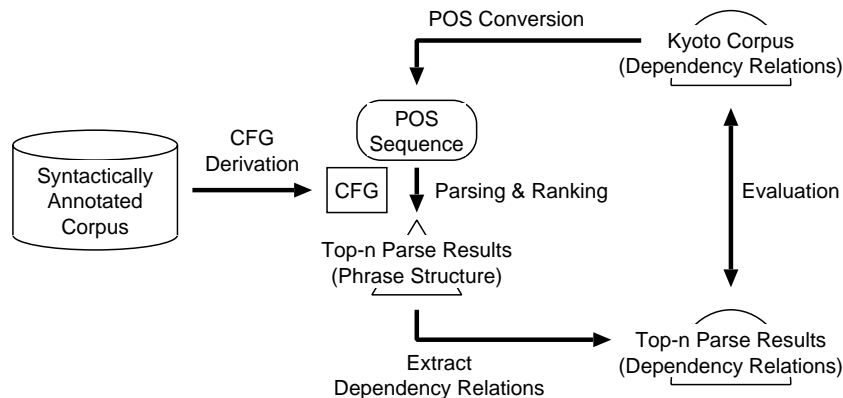 POS Conversion
Kyoto Corpus
(Dependency Relations)
POS
Sequence
CFG
Derivation
Syntactically
Annotated
Corpus
CFG
Parsing & Ranking
Evaluation
Top-n Parse Results
(Phrase Structure)
Top-n Parse Results
(Dependency Relations)
Extract
Dependency Relations